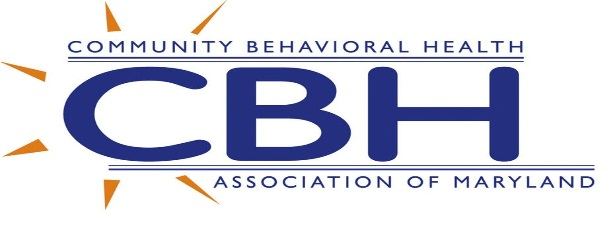 COMMUNITY BEHAVIORAL HEALTH
CBH
ASSOCIATION OF MARYLAND